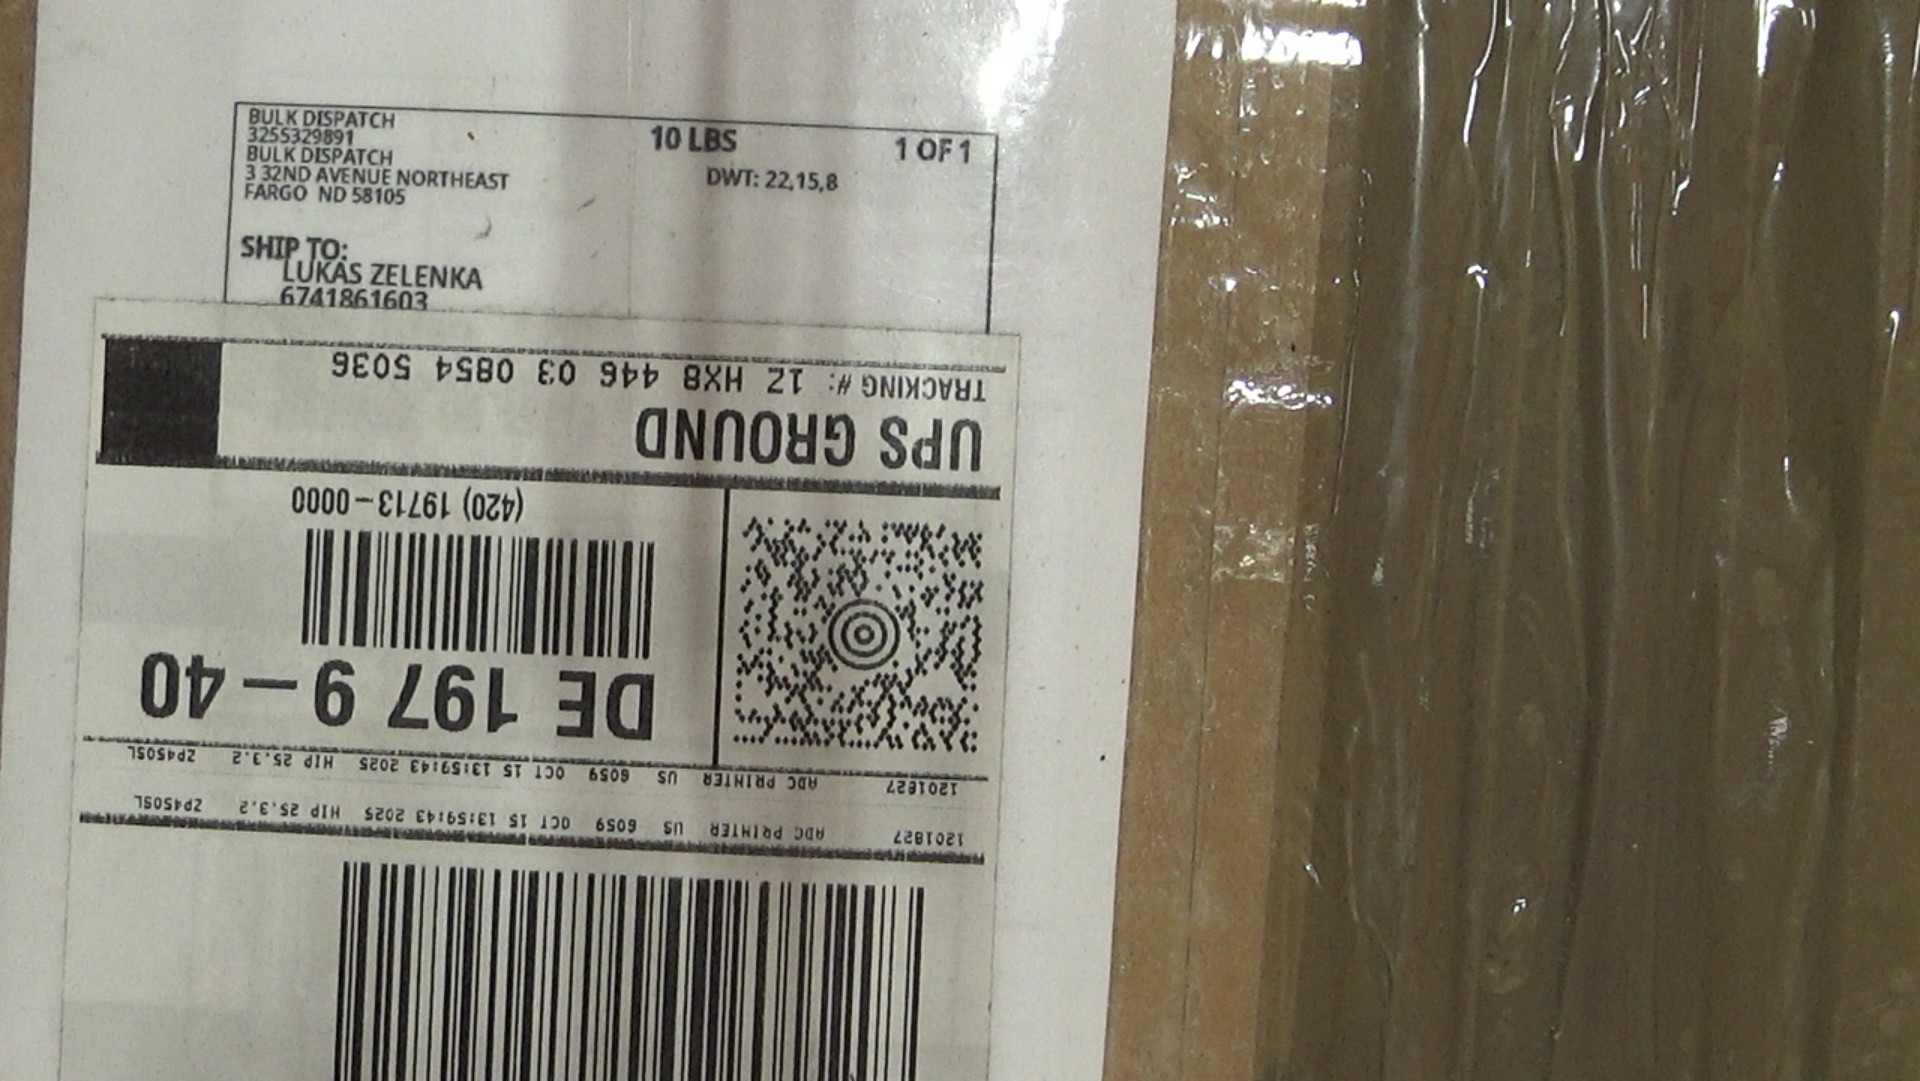 BULK DISPATCH
3255329891
BULK DISPATCH
3 32ND AVENUE NORTHEAST
FARGO ND 58105
10 LBS
1 OF 1
DWT: 22,15,8
SHIP TO:
LUKAS ZELENKA
6741861603
TRACKING #: 1Z HX8 446 03 0854 5036
UPS GROUND
(420) 19713-0000
DE 197 9-40
1201827 ADC PRINTER US 6059 OCT 15 13:59:43 2025 HIP 25.3.2 ZP450SL
1201827 ADC PRINTER US 6059 OCT 15 13:59:43 2025 HIP 25.3.2 ZP450SL